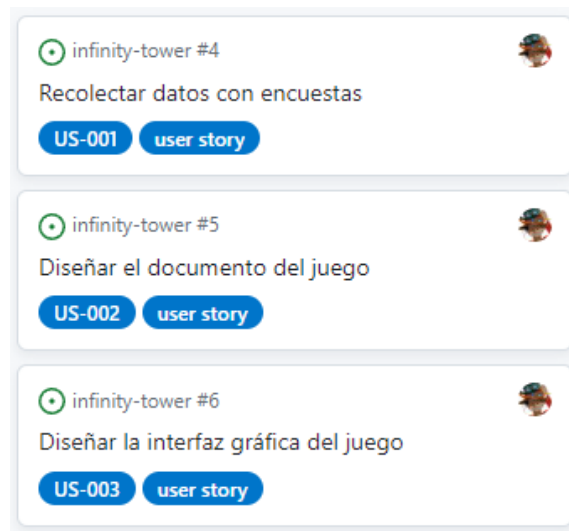 infinity-tower #4
Recolectar datos con encuestas
US-001 user story
infinity-tower #5
Diseñar el documento del juego
US-002 user story
infinity-tower #6
Diseñar la interfaz gráfica del juego
US-003 user story